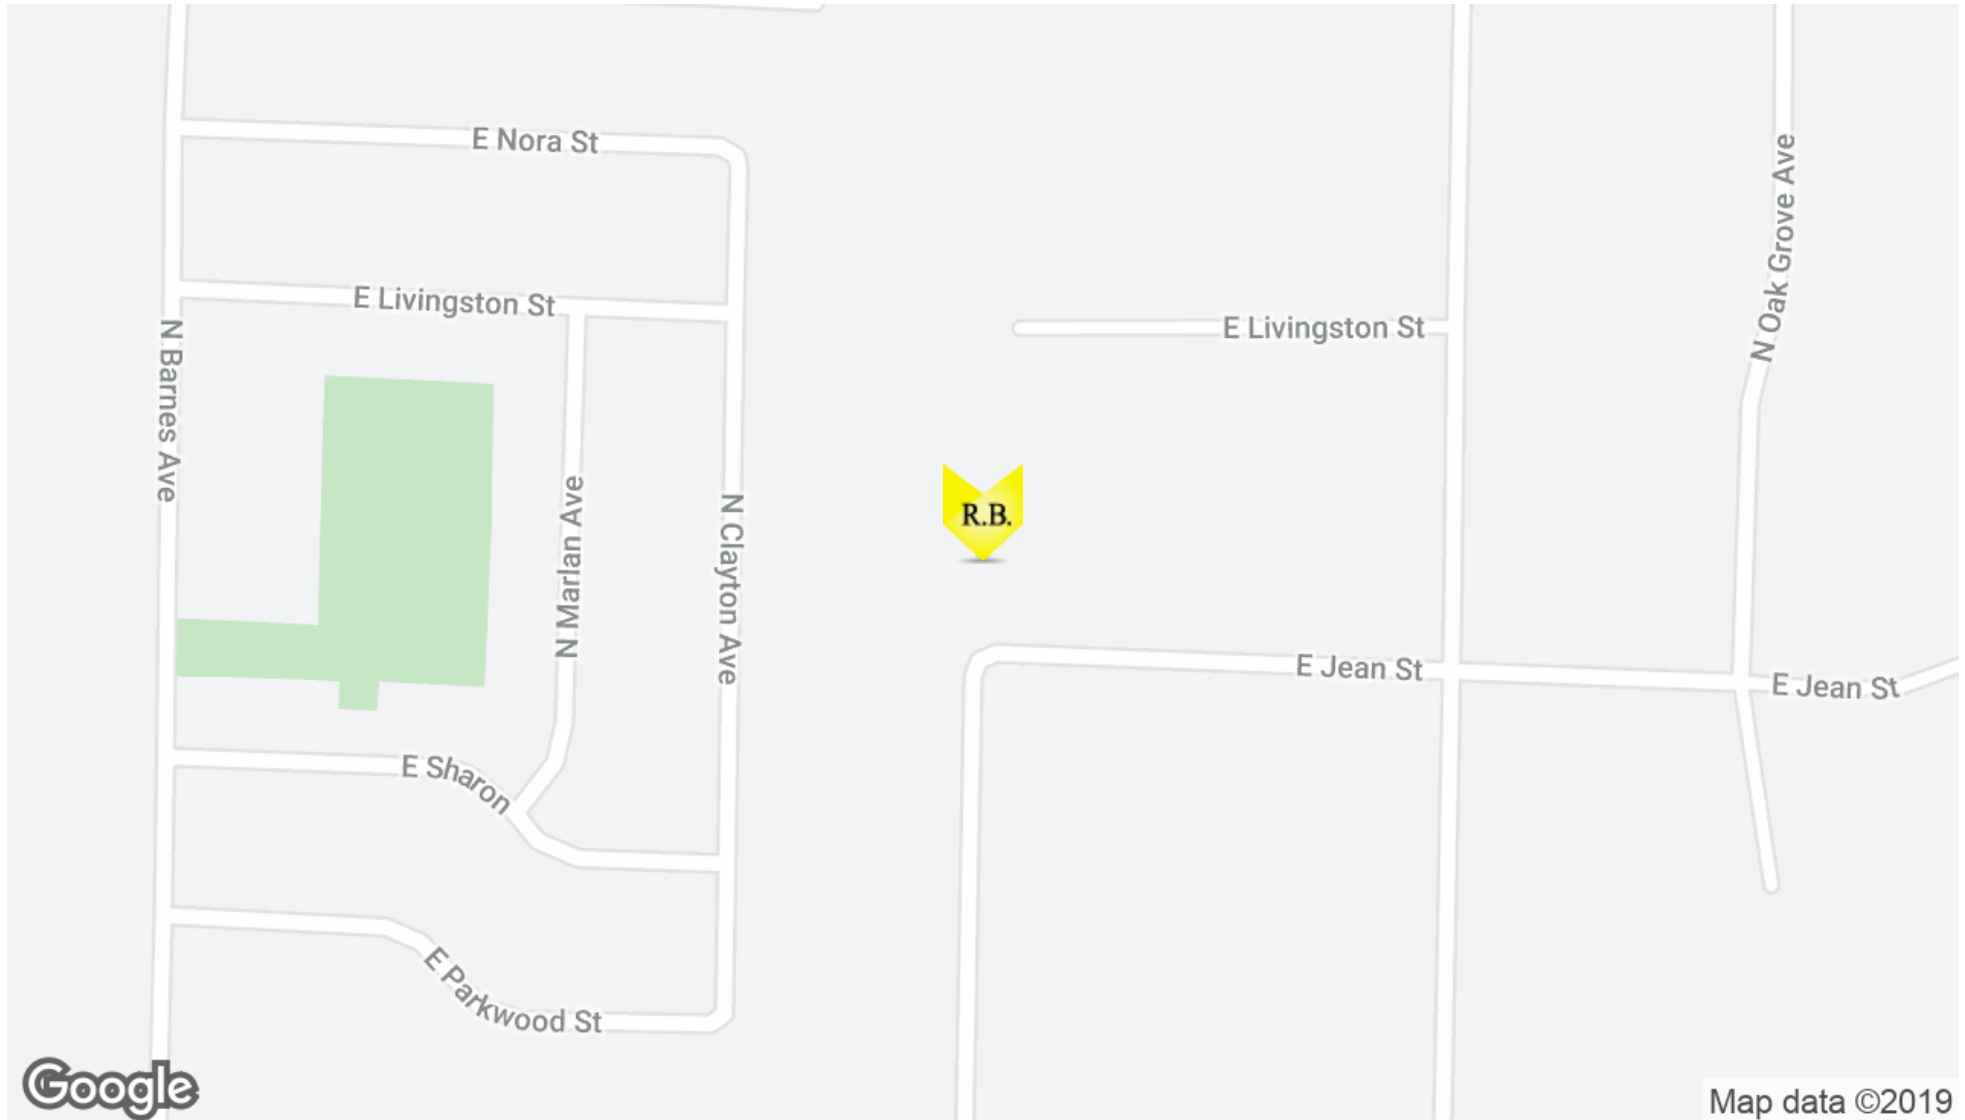 E Nora St
N Oak Grove Ave
E Livingston St
E Livingston St
N Barnes Ave
N Marlan Ave
N Clayton Ave
R.B.
E Jean St
E Jean St
E Sharon
E Parkwood St
Google
Map data ©2019